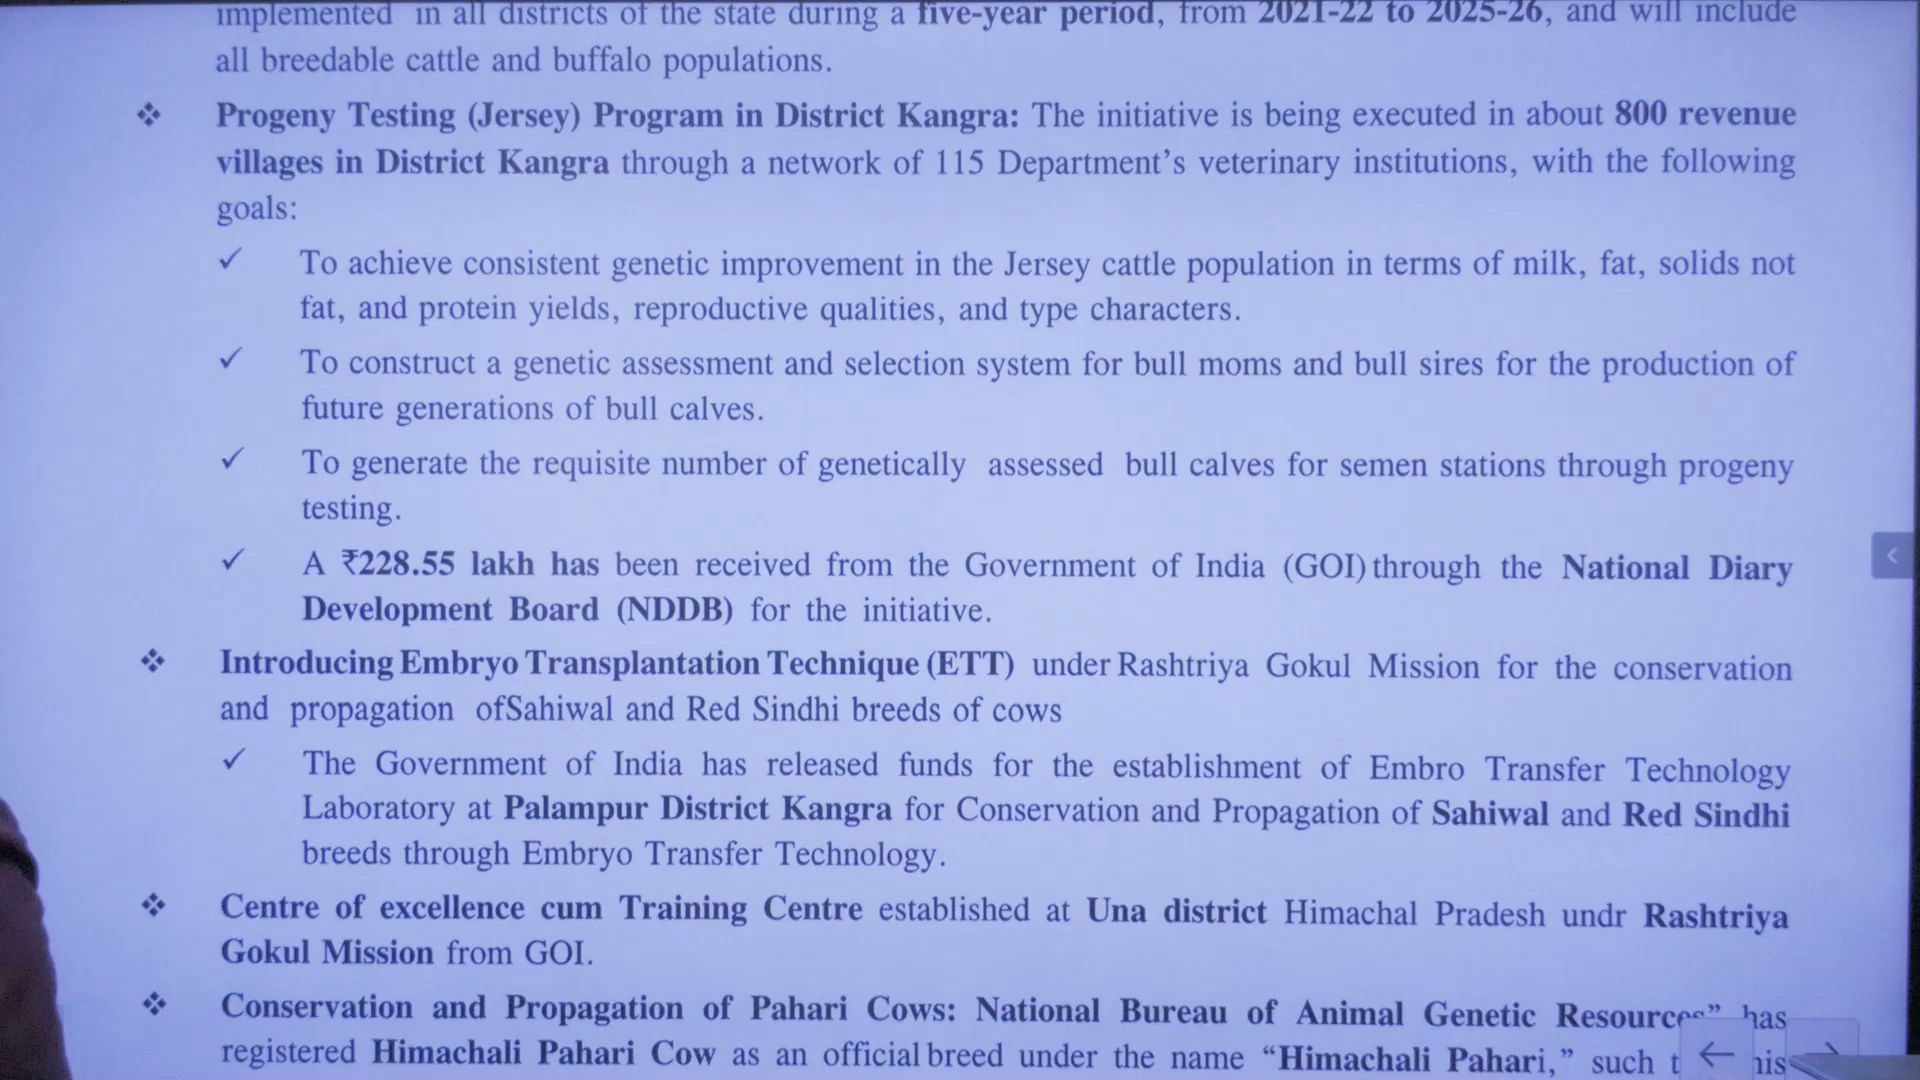 implemented in all districts of the state during a five-year period, from 2021-22 to 2025-26, and will include
all breedable cattle and buffalo populations.
❖ Progeny Testing (Jersey) Program in District Kangra: The initiative is being executed in about 800 revenue
villages in District Kangra through a network of 115 Department's veterinary institutions, with the following
goals:
✓ To achieve consistent genetic improvement in the Jersey cattle population in terms of milk, fat, solids not
fat, and protein yields, reproductive qualities, and type characters.
✓ To construct a genetic assessment and selection system for bull moms and bull sires for the production of
future generations of bull calves.
✓ To generate the requisite number of genetically assessed bull calves for semen stations through progeny
testing.
✓ A ₹228.55 lakh has been received from the Government of India (GOI) through the National Diary
Development Board (NDDB) for the initiative.
❖ Introducing Embryo Transplantation Technique (ETT) under Rashtriya Gokul Mission for the conservation
and propagation ofSahiwal and Red Sindhi breeds of cows
✓ The Government of India has released funds for the establishment of Embro Transfer Technology
Laboratory at Palampur District Kangra for Conservation and Propagation of Sahiwal and Red Sindhi
breeds through Embryo Transfer Technology.
❖ Centre of excellence cum Training Centre established at Una district Himachal Pradesh undr Rashtriya
Gokul Mission from GOI.
❖ Conservation and Propagation of Pahari Cows: National Bureau of Animal Genetic Resources" has
registered Himachali Pahari Cow as an official breed under the name "Himachali Pahari," such